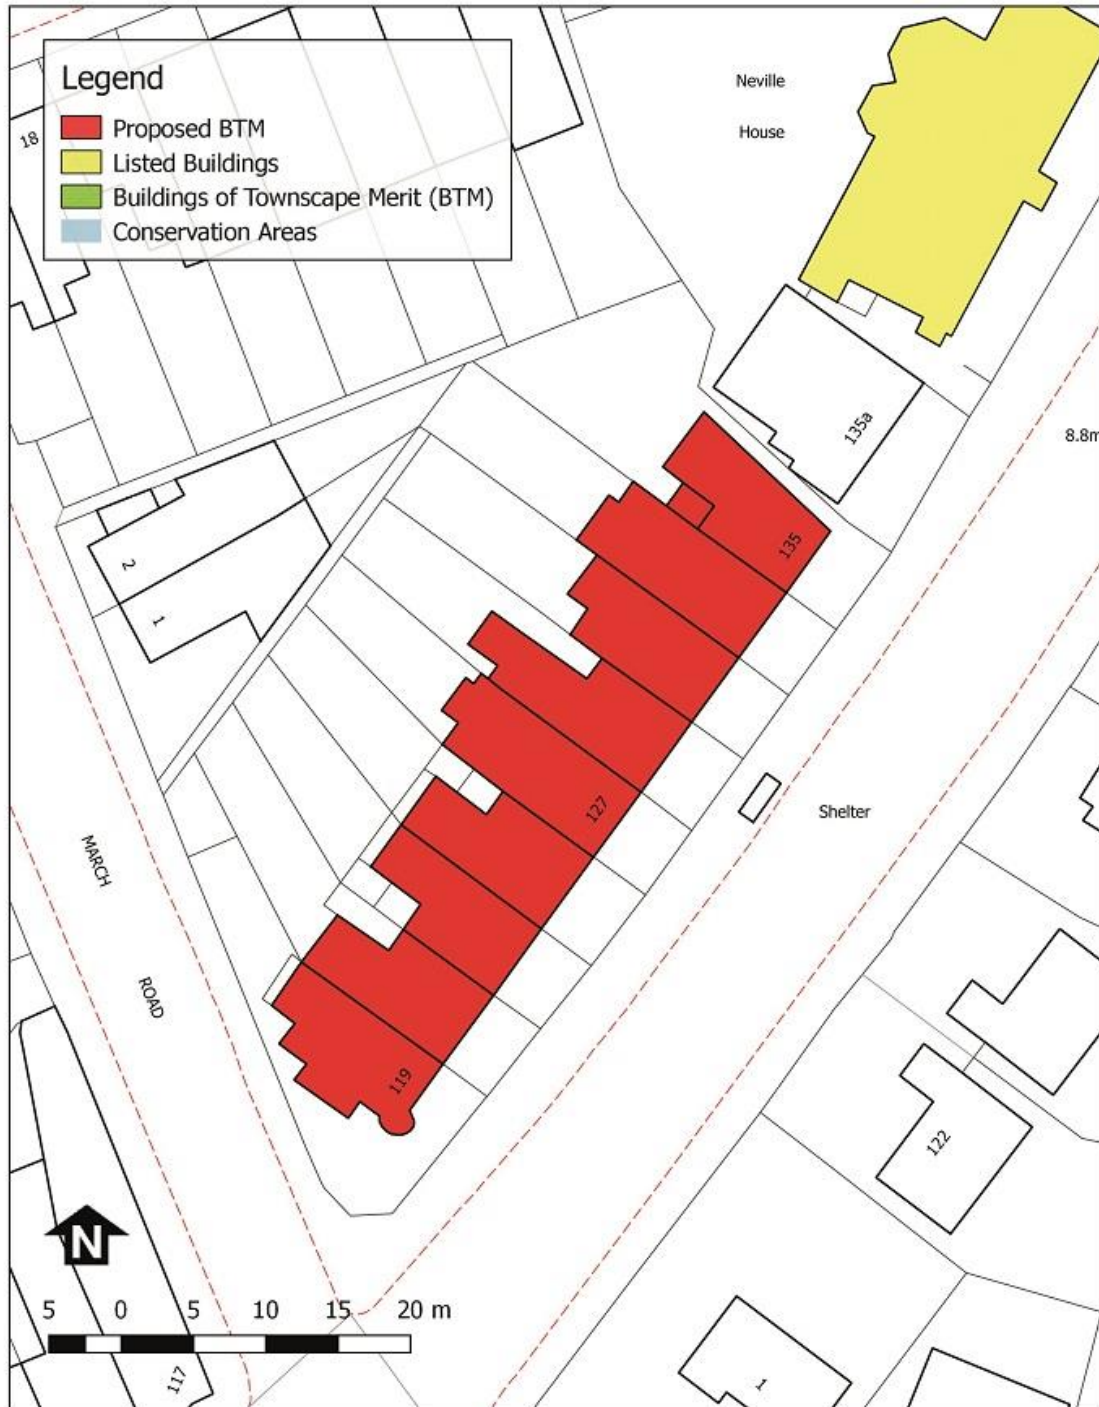 Legend
Proposed BTM
Listed Buildings
Buildings of Townscape Merit (BTM)
Conservation Areas
18
Neville
House
135a
8.8m
135
2
1
127
Shelter
MARCH
ROAD
119
122
N
5 0 5 10 15 20 m
117
1